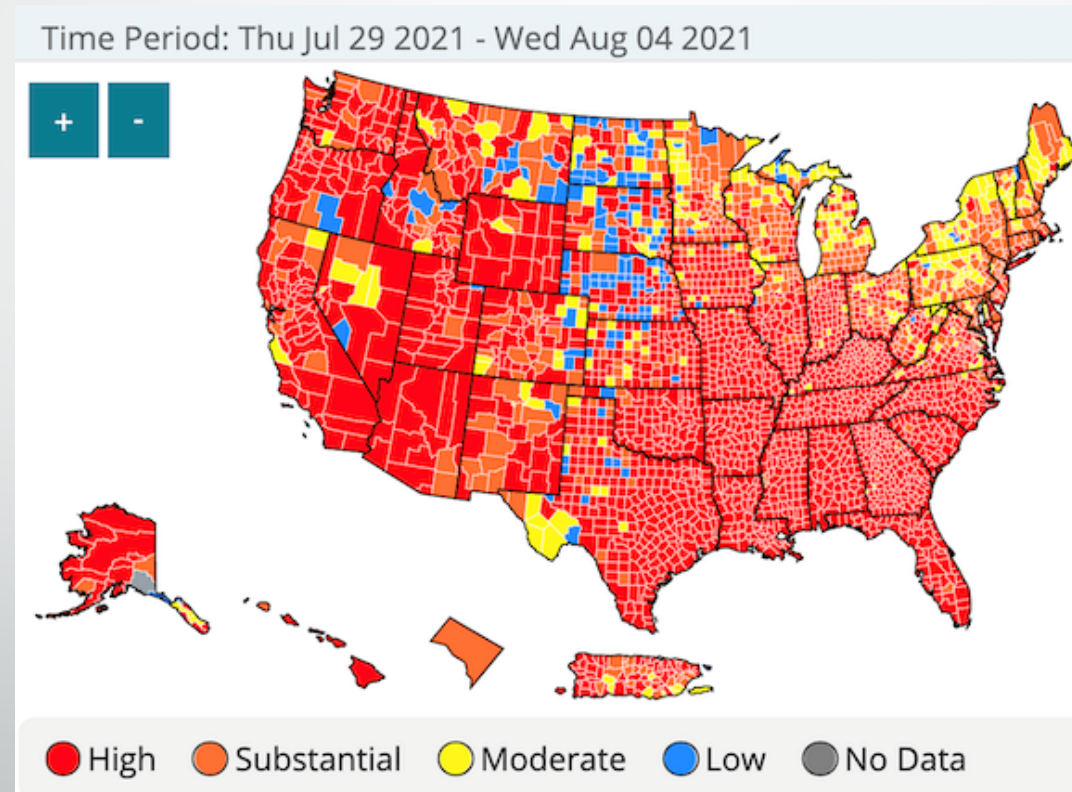 Time Period: Thu Jul 29 2021 - Wed Aug 04 2021
+ -
High Substantial Moderate Low No Data